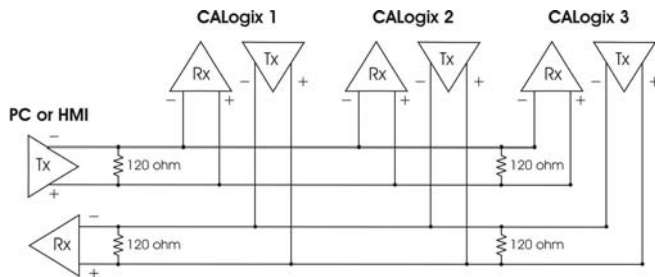 CALogix 1 CALogix 2 CALogix 3
Rx Tx Rx Tx Rx Tx
− + − + − + − + − + − +
PC or HMI
−
Tx 120 ohm 120 ohm
+
−
Rx 120 ohm 120 ohm
+